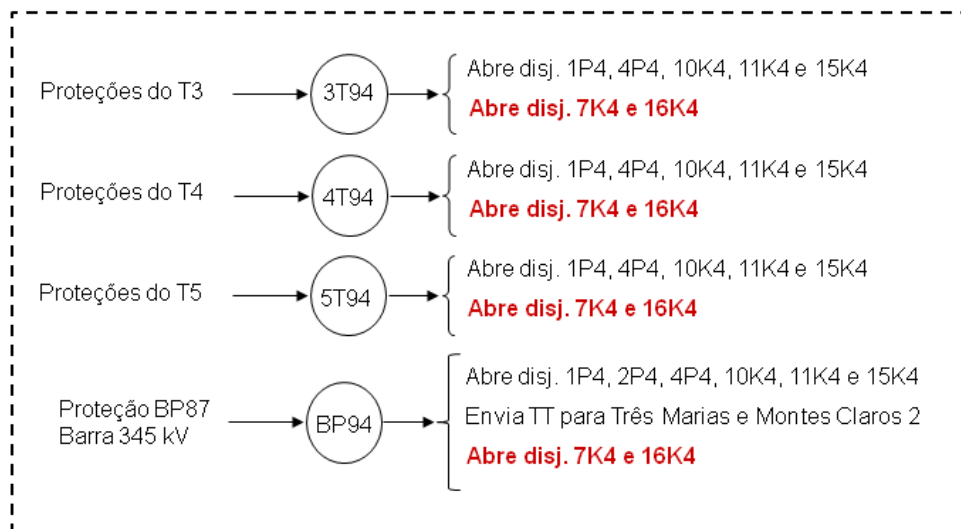 Proteções do T3
3T94
Abre disj. 1P4, 4P4, 10K4, 11K4 e 15K4
Abre disj. 7K4 e 16K4
Proteções do T4
4T94
Abre disj. 1P4, 4P4, 10K4, 11K4 e 15K4
Abre disj. 7K4 e 16K4
Proteções do T5
5T94
Abre disj. 1P4, 4P4, 10K4, 11K4 e 15K4
Abre disj. 7K4 e 16K4
Proteção BP87
Barra 345 kV
BP94
Abre disj. 1P4, 2P4, 4P4, 10K4, 11K4 e 15K4
Envia TT para Três Marias e Montes Claros 2
Abre disj. 7K4 e 16K4